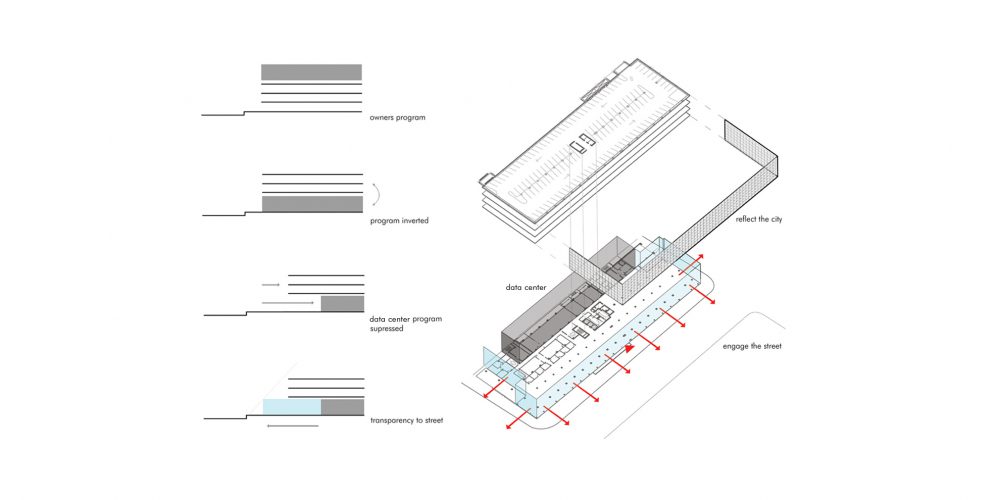 owners program
program inverted
data center program
supressed
transparency to street
reflect the city
data center
engage the street